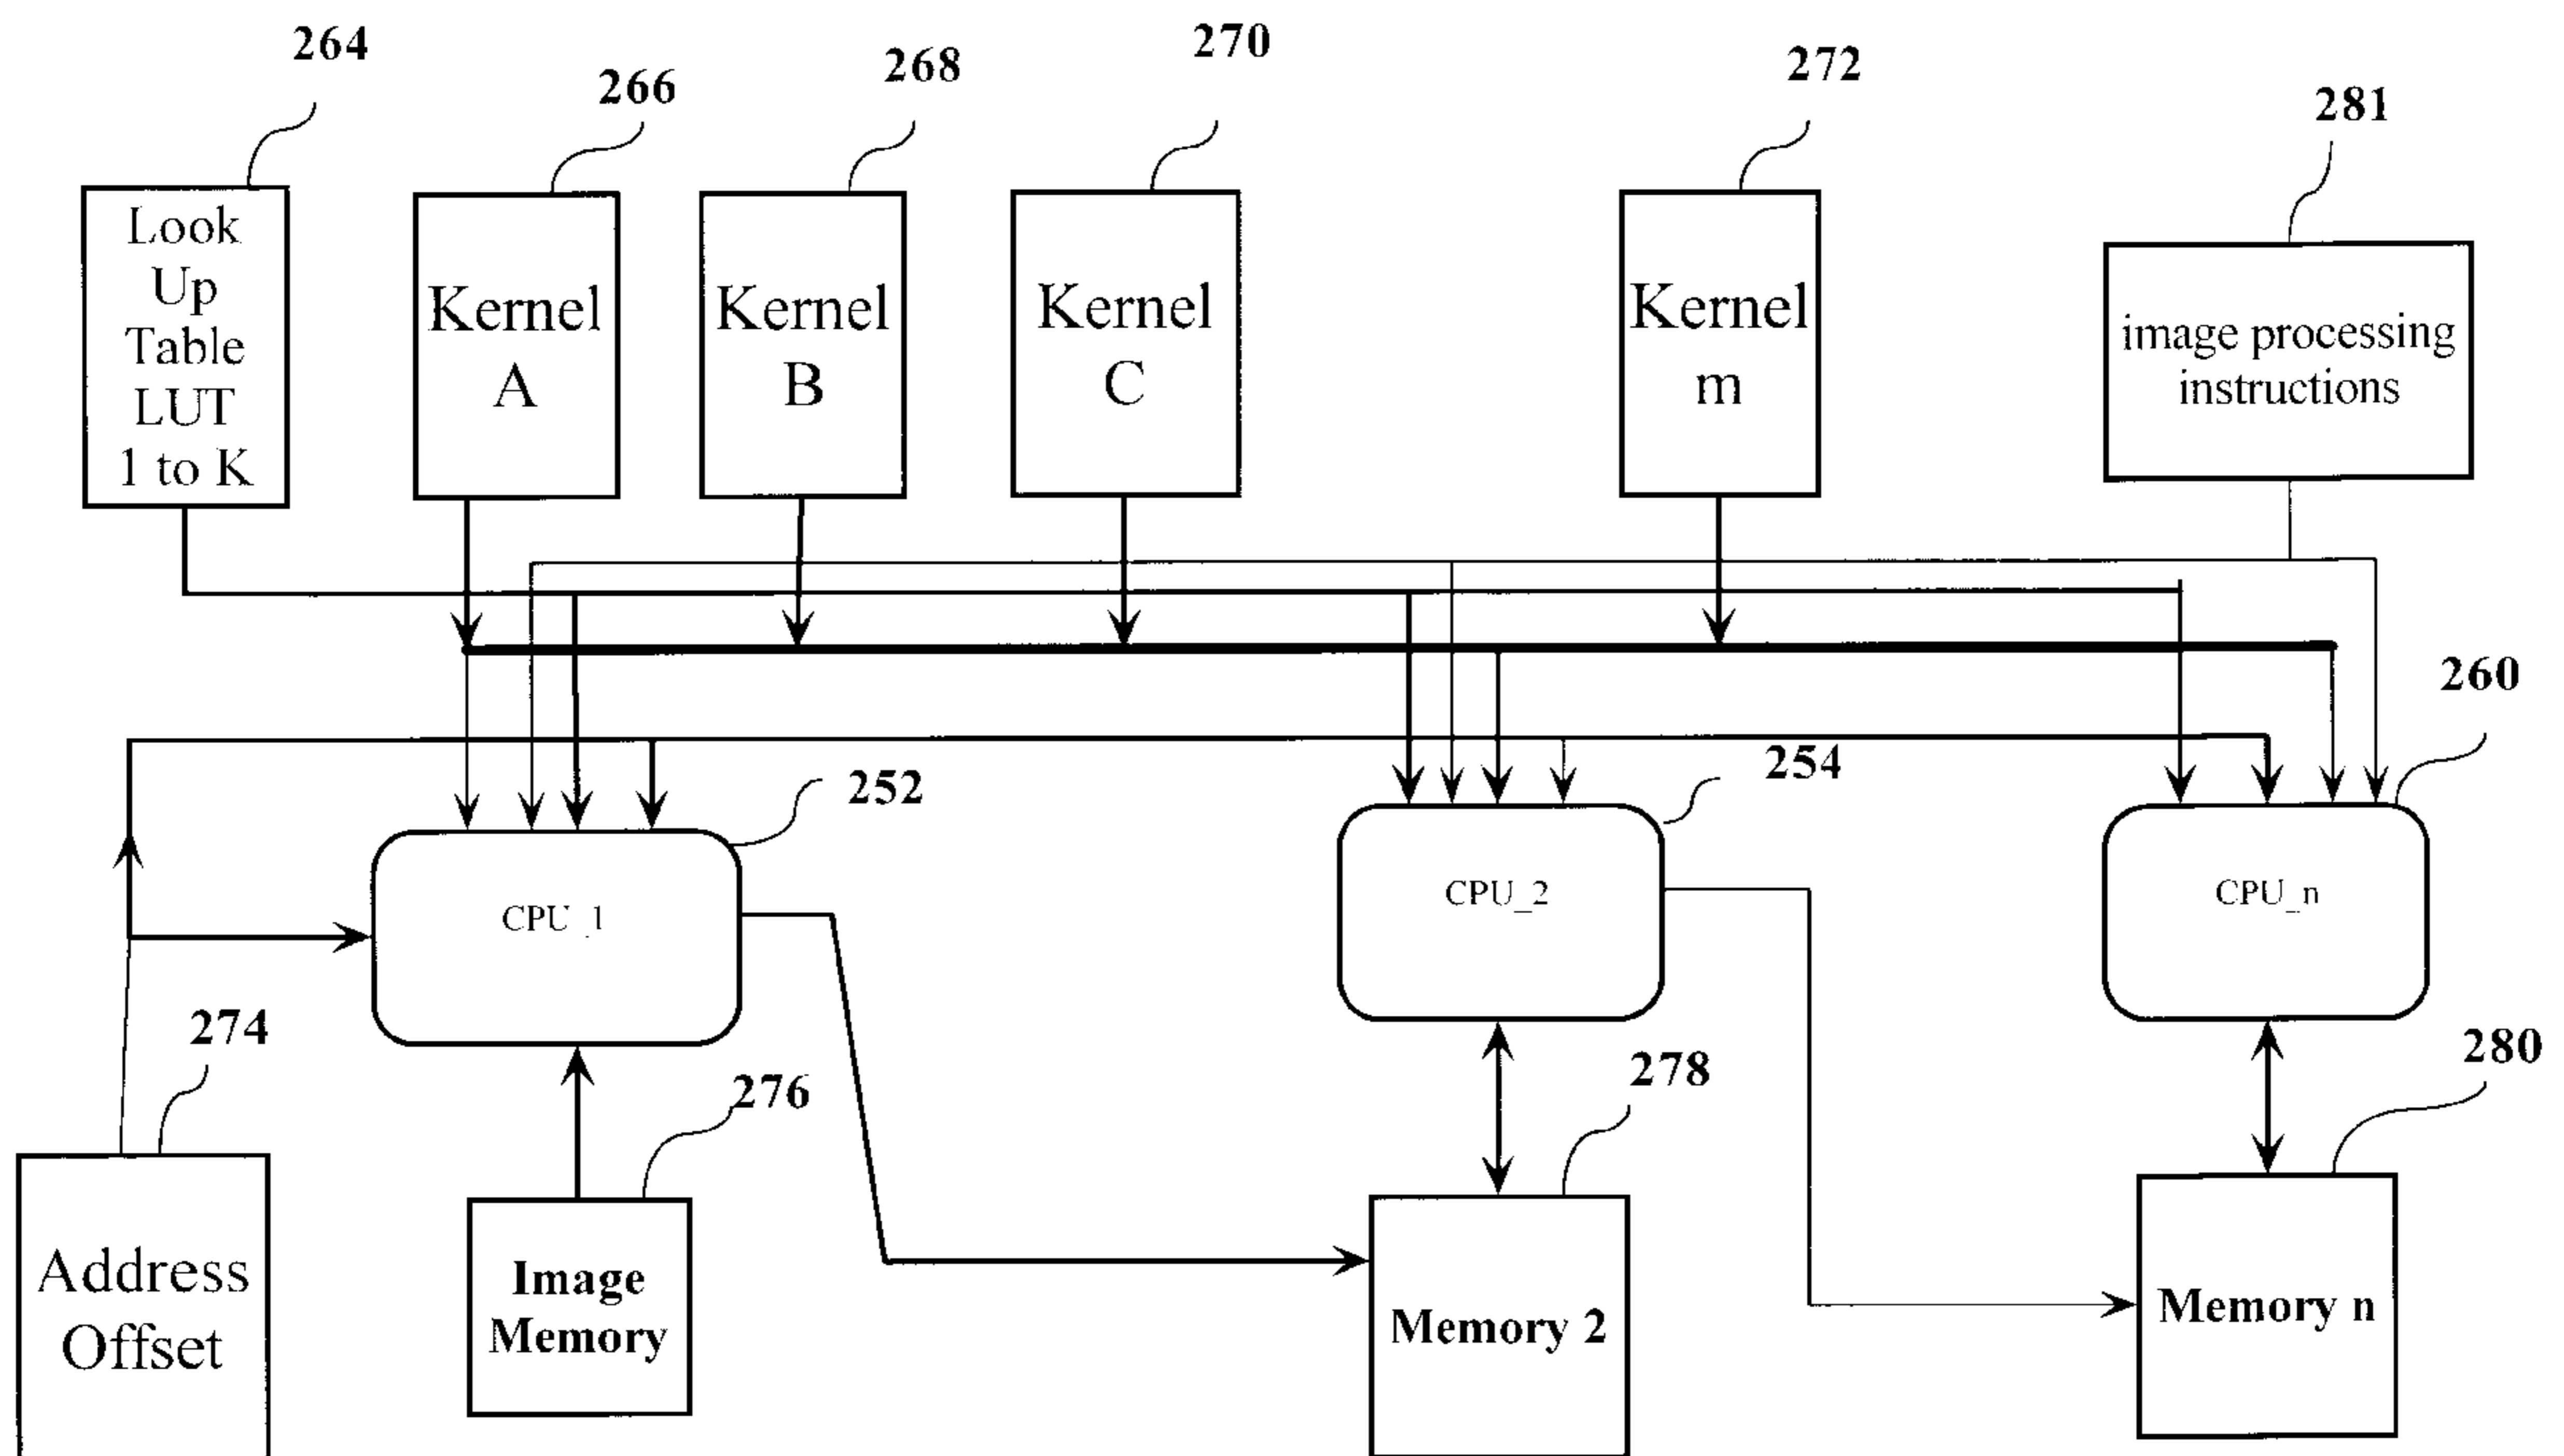 264
266
268
270
272
281
Look
Up
Table
LUT
1 to K
Kernel
A
Kernel
B
Kernel
C
Kernel
m
image processing
instructions
260
252
254
CPU_1
CPU_2
CPU_n
274
276
278
280
Address
Offset
Image
Memory
Memory 2
Memory n